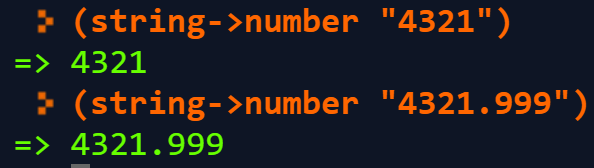 (string->number "4321")
=> 4321
(string->number "4321.999")
=> 4321.999